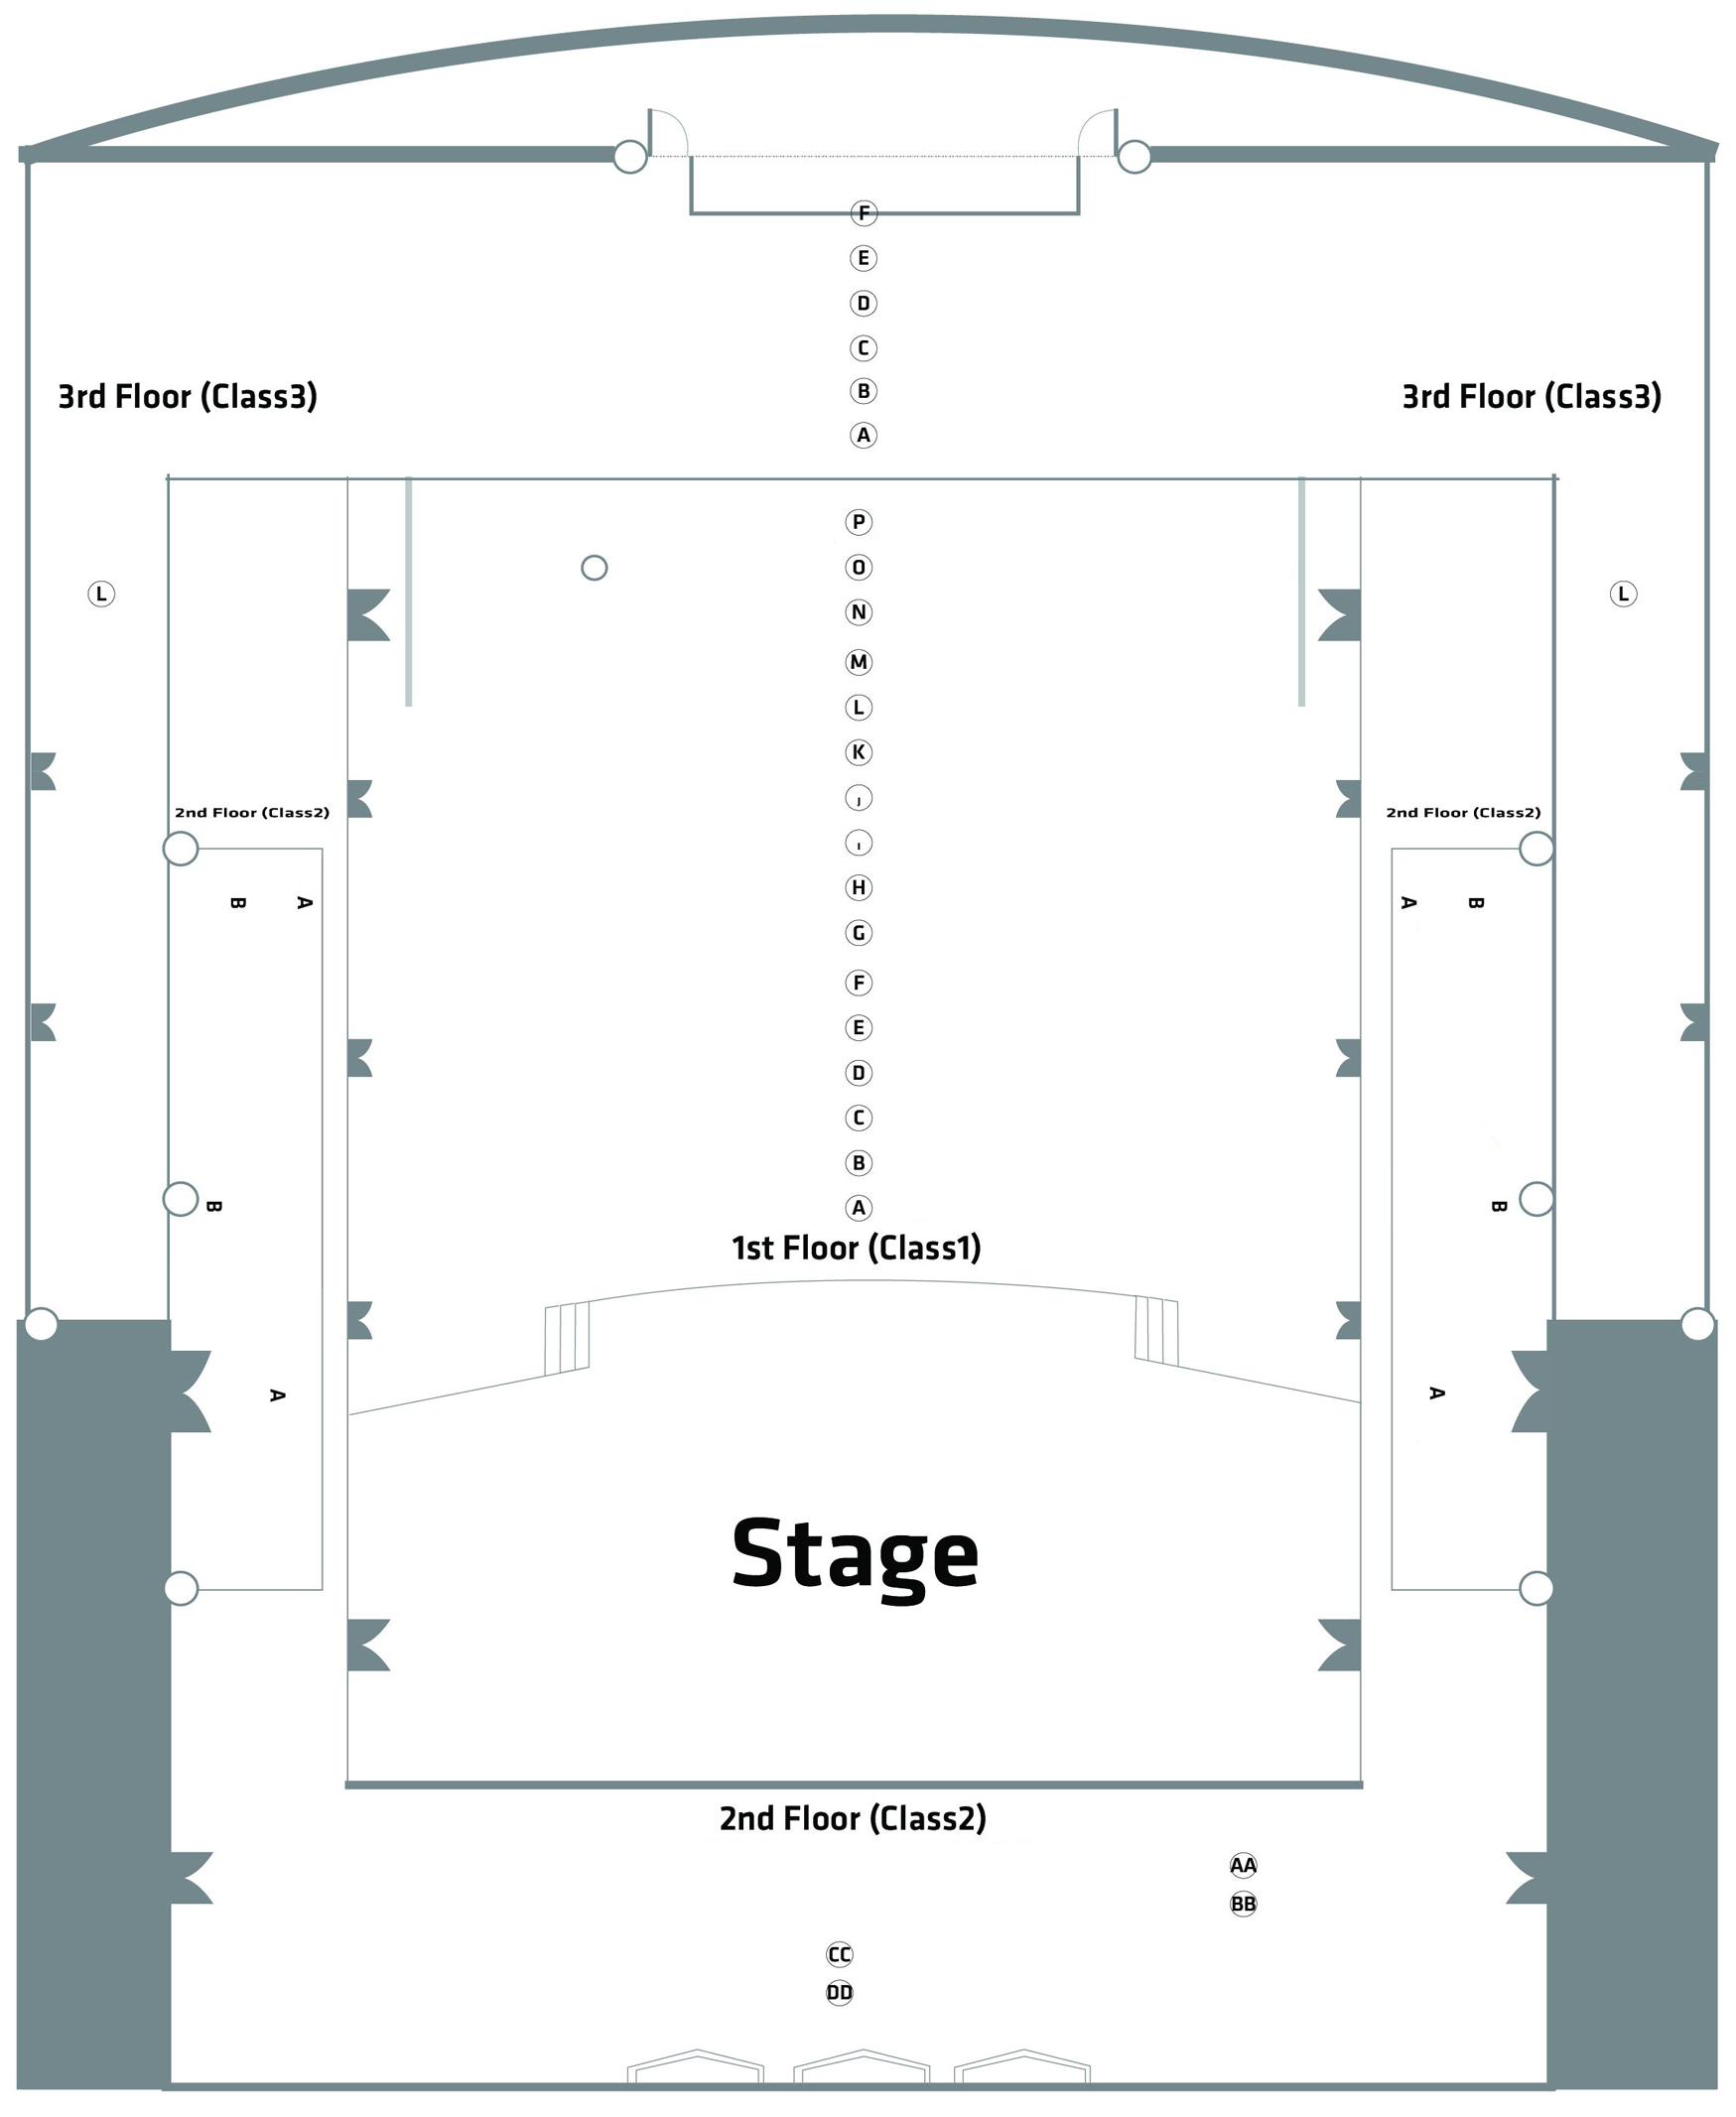 F
E
D
C
B
A
3rd Floor (Class3)
3rd Floor (Class3)
P
O
N
M
L
K
J
I
H
G
F
E
D
C
B
A
L
L
2nd Floor (Class2)
2nd Floor (Class2)
B A
A B
B
B
A
A
1st Floor (Class1)
Stage
2nd Floor (Class2)
AA
BB
CC
DD